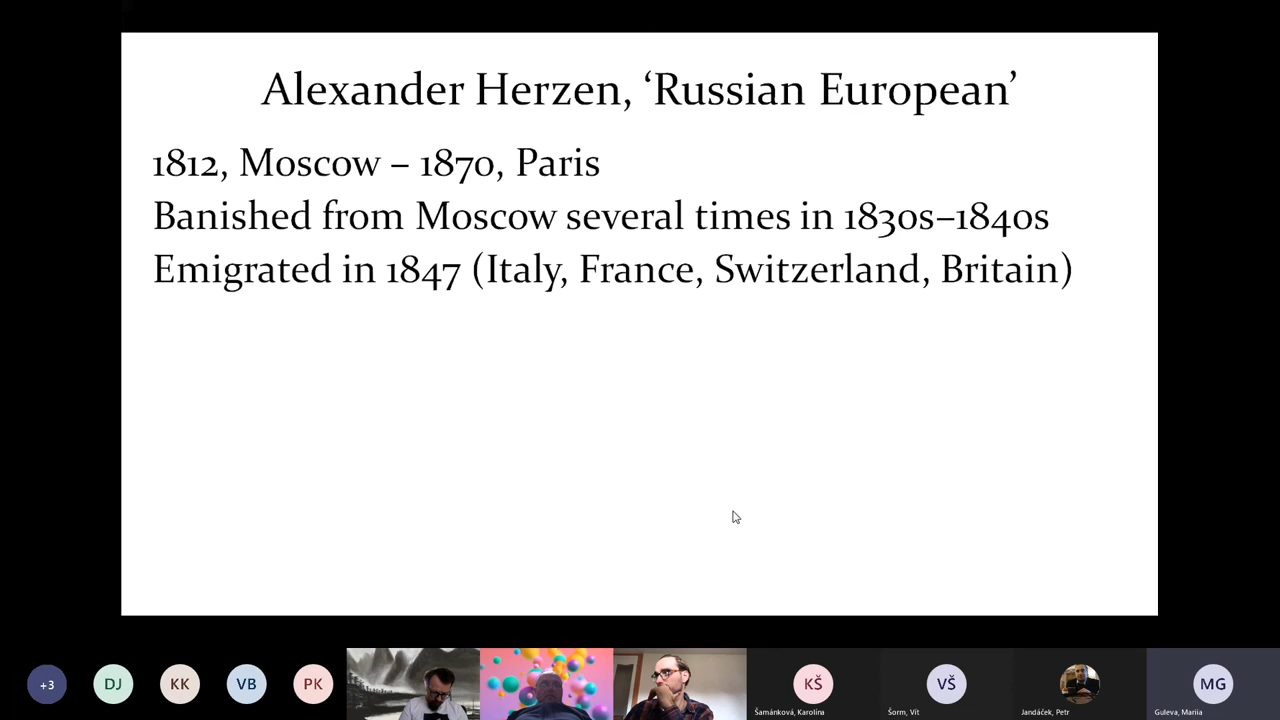 Alexander Herzen, ‘Russian European’
1812, Moscow – 1870, Paris
Banished from Moscow several times in 1830s–1840s
Emigrated in 1847 (Italy, France, Switzerland, Britain)
+3
DJ
KK
VB
PK
KŠ
VŠ
MG
Šamánková, Karolína
Šorm, Vít
Jandáček, Petr
Guleva, Mariia